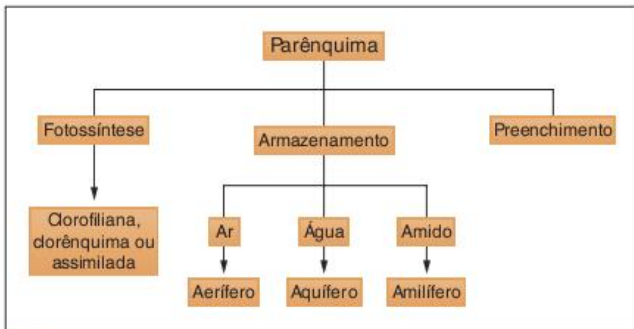 Parênquima
Fotossíntese
Armazenamento
Preenchimento
Clorofiliana,
clorênquima ou
assimilada
Ar
Água
Amido
Aerífero
Aquífero
Amilífero